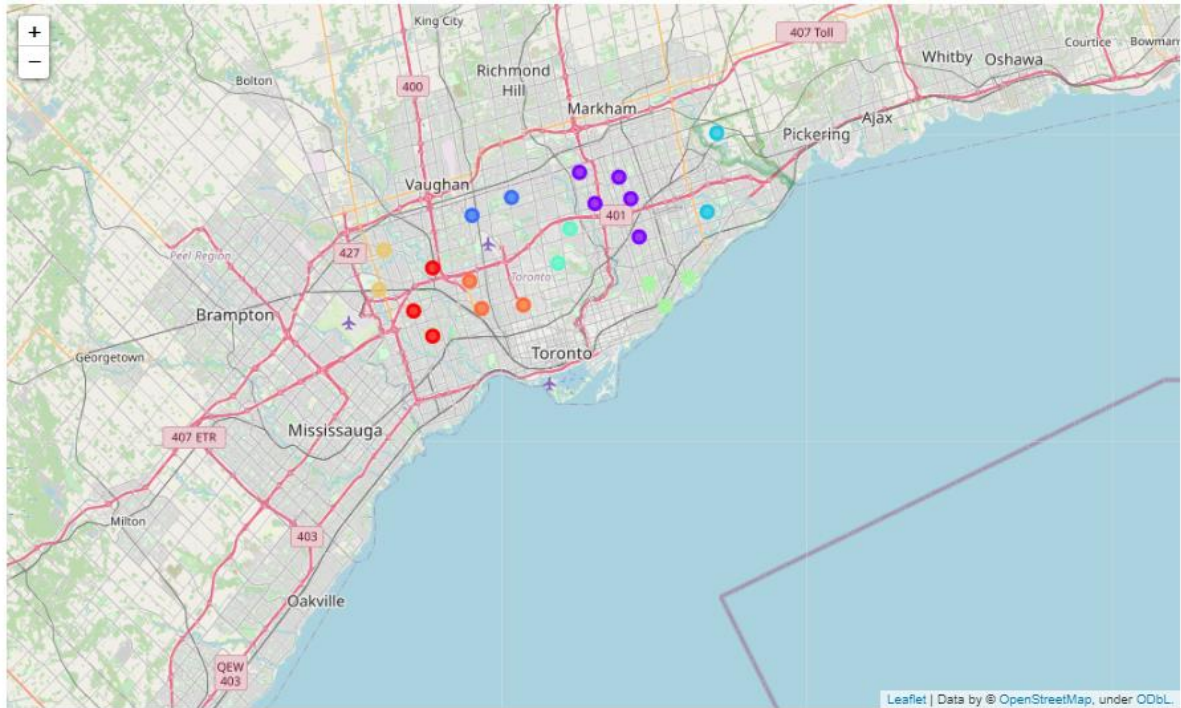 +
−
King City
407 Toll
Courtice
Bowman
Whitby
Oshawa
Bolton
400
Richmond
Hill
Markham
Ajax
Pickering
Vaughan
401
Peel Region
427
Toronto
Brampton
Georgetown
Toronto
Mississauga
407 ETR
Milton
403
Oakville
QEW
403
Leaflet | Data by © OpenStreetMap, under ODbL.